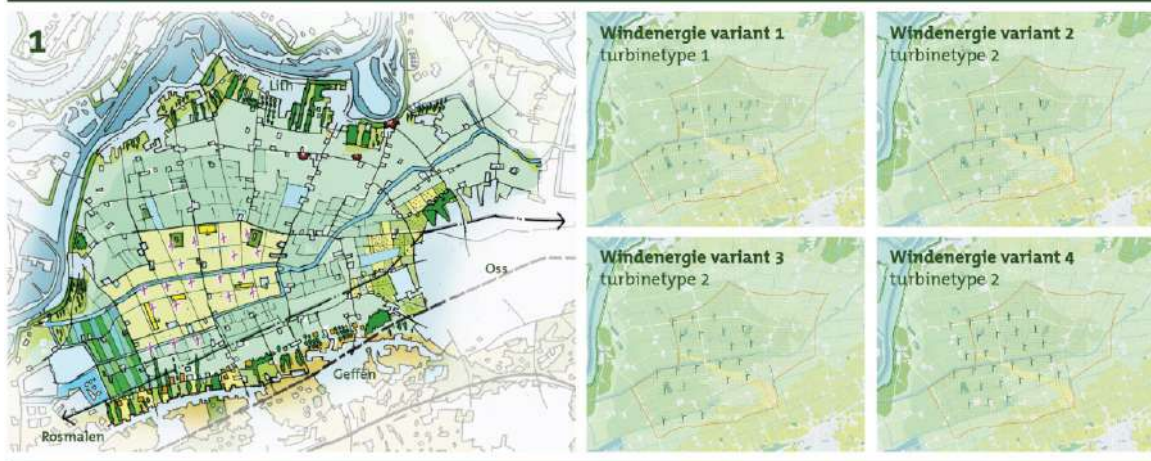 1
Lith
Oss
Geffen
Rosmalen
Windenergie variant 1
turbinetype 1
Windenergie variant 2
turbinetype 2
Windenergie variant 3
turbinetype 2
Windenergie variant 4
turbinetype 2